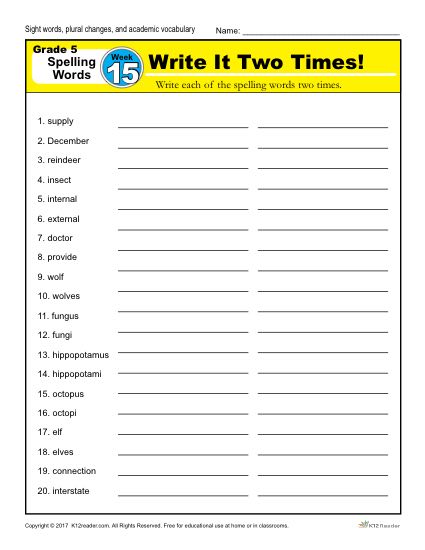 Sight words, plural changes, and academic vocabulary Name:
Grade 5
Spelling
Words
Week
15
Write It Two Times!
Write each of the spelling words two times.
1. supply
2. December
3. reindeer
4. insect
5. internal
6. external
7. doctor
8. provide
9. wolf
10. wolves
11. fungus
12. fungi
13. hippopotamus
14. hippopotami
15. octopus
16. octopi
17. elf
18. elves
19. connection
20. interstate
Copyright © 2017 K12reader.com. All Rights Reserved. Free for educational use at home or in classrooms.
K12 Reader